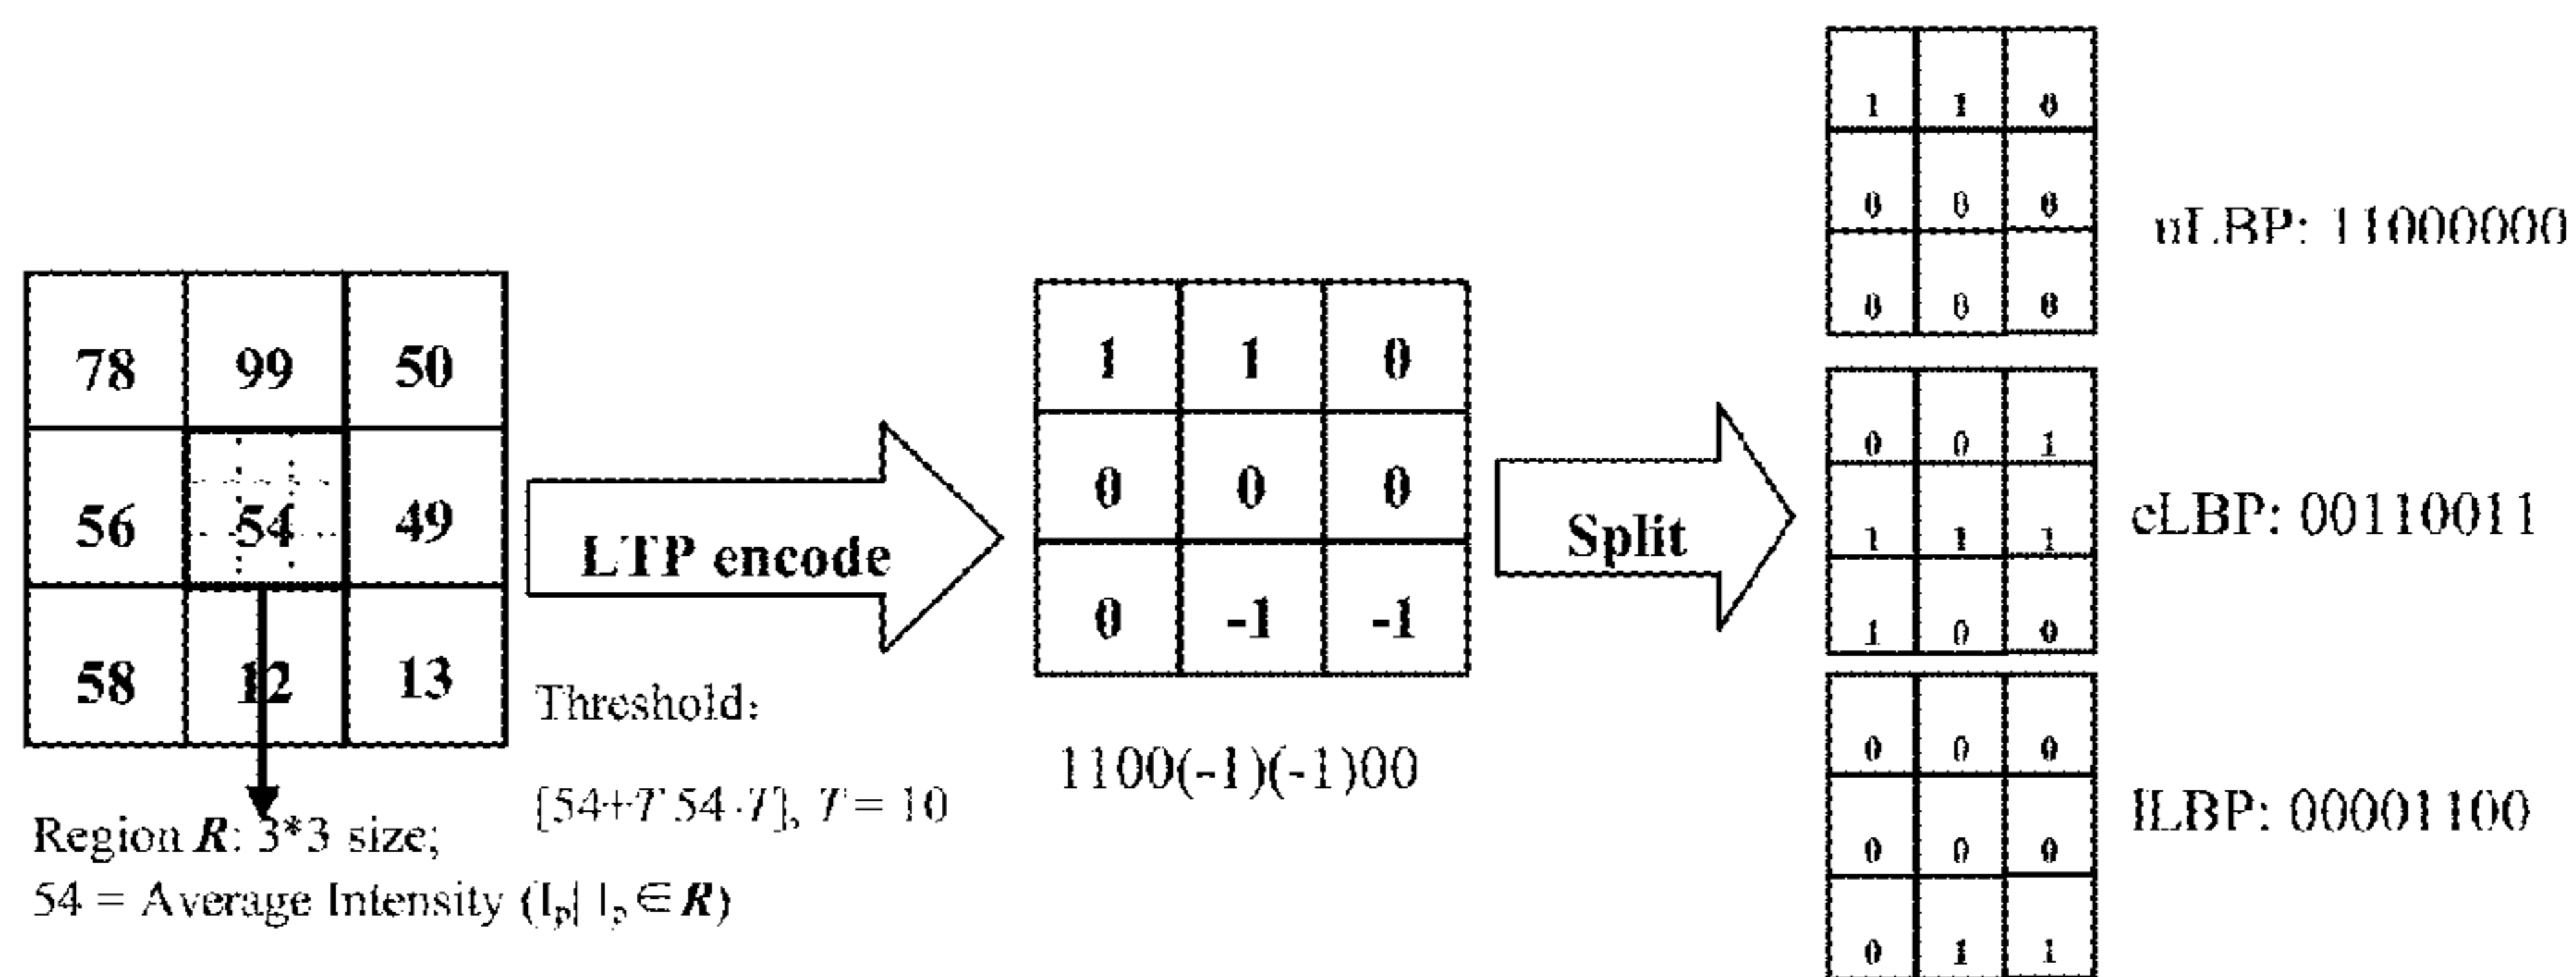 78 99 50
56 54 49
58 12 13
Region R: 3*3 size;
54 = Average Intensity (Ip| Ip ∈ R)
LTP encode
Threshold:
[54+T 54-T], T = 10
1 1 0
0 0 0
0 -1 -1
1100(-1)(-1)00
Split
1 1 0
0 0 0
0 0 0
uLBP: 11000000
0 0 1
1 1 1
1 0 0
cLBP: 00110011
0 0 0
0 0 0
0 1 1
lLBP: 00001100